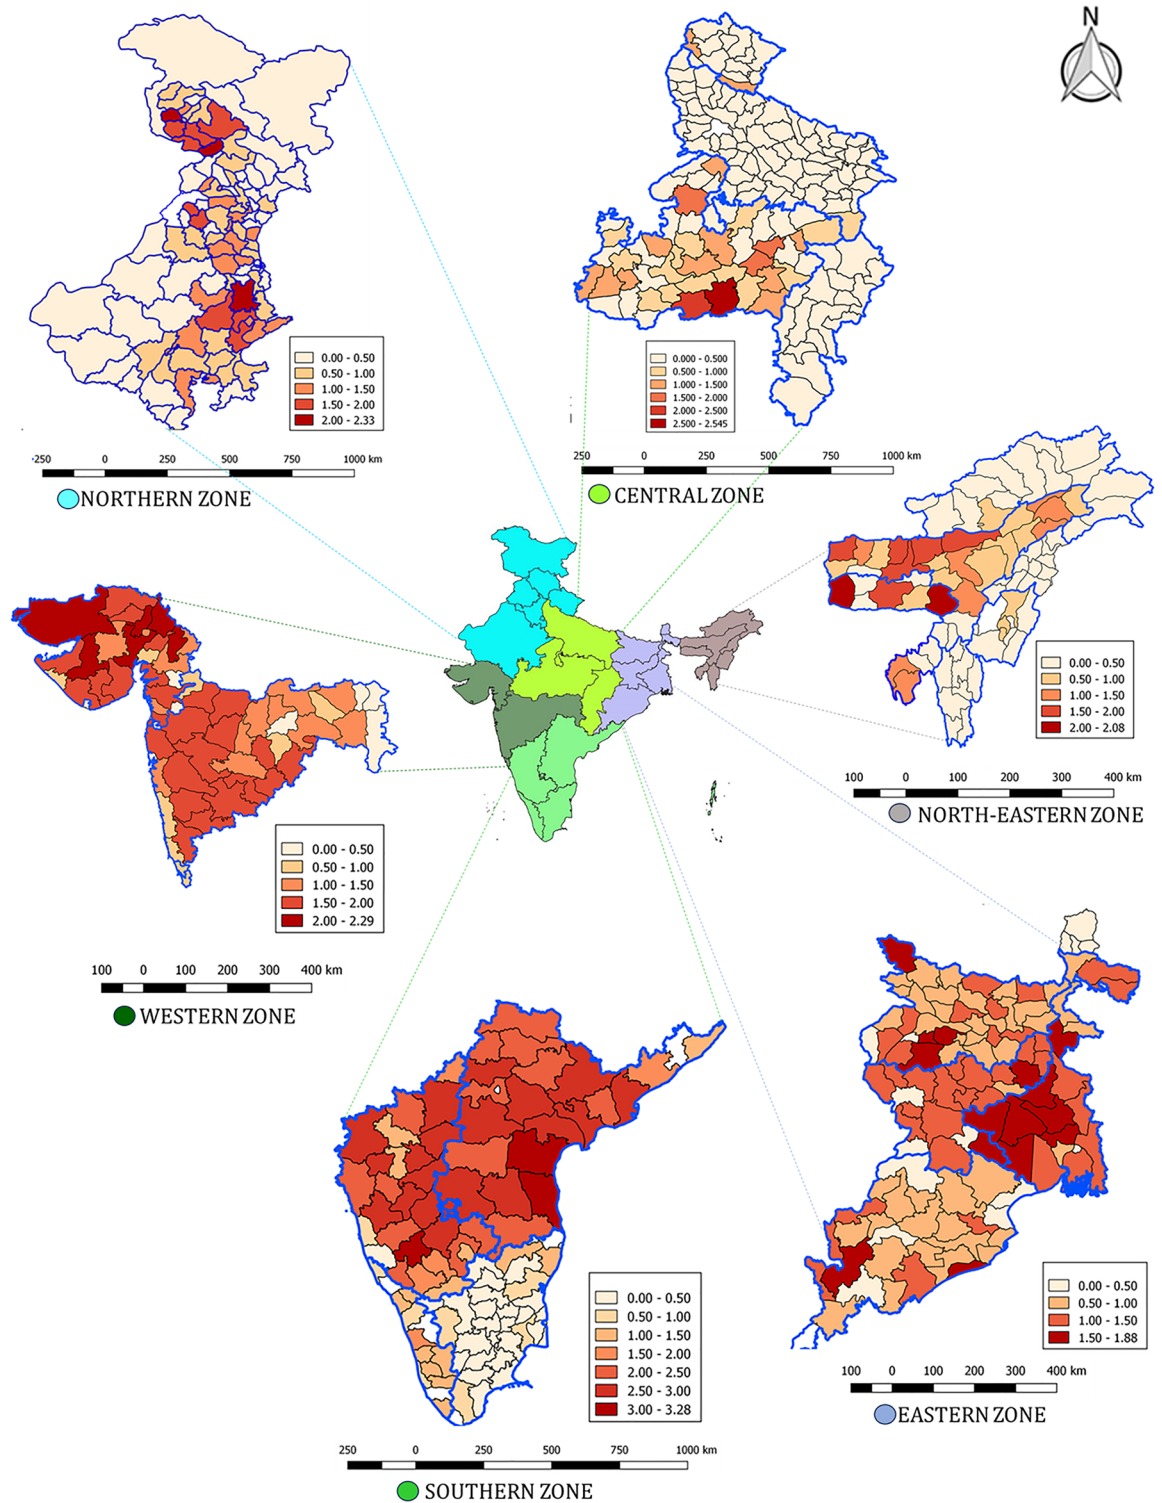 N
0.00 - 0.50
0.50 - 1.00
1.00 - 1.50
1.50 - 2.00
2.00 - 2.33
250 0 250 500 750 1000 km
NORTHERN ZONE
0.000 - 0.500
0.500 - 1.000
1.000 - 1.500
1.500 - 2.000
2.000 - 2.500
2.500 - 2.545
250 0 250 500 750 1000 km
CENTRAL ZONE
0.00 - 0.50
0.50 - 1.00
1.00 - 1.50
1.50 - 2.00
2.00 - 2.08
100 0 100 200 300 400 km
NORTH-EASTERN ZONE
0.00 - 0.50
0.50 - 1.00
1.00 - 1.50
1.50 - 2.00
2.00 - 2.29
100 0 100 200 300 400 km
WESTERN ZONE
0.00 - 0.50
0.50 - 1.00
1.00 - 1.50
1.50 - 2.00
2.00 - 2.50
2.50 - 3.00
3.00 - 3.28
250 0 250 500 750 1000 km
SOUTHERN ZONE
0.00 - 0.50
0.50 - 1.00
1.00 - 1.50
1.50 - 1.88
100 0 100 200 300 400 km
EASTERN ZONE